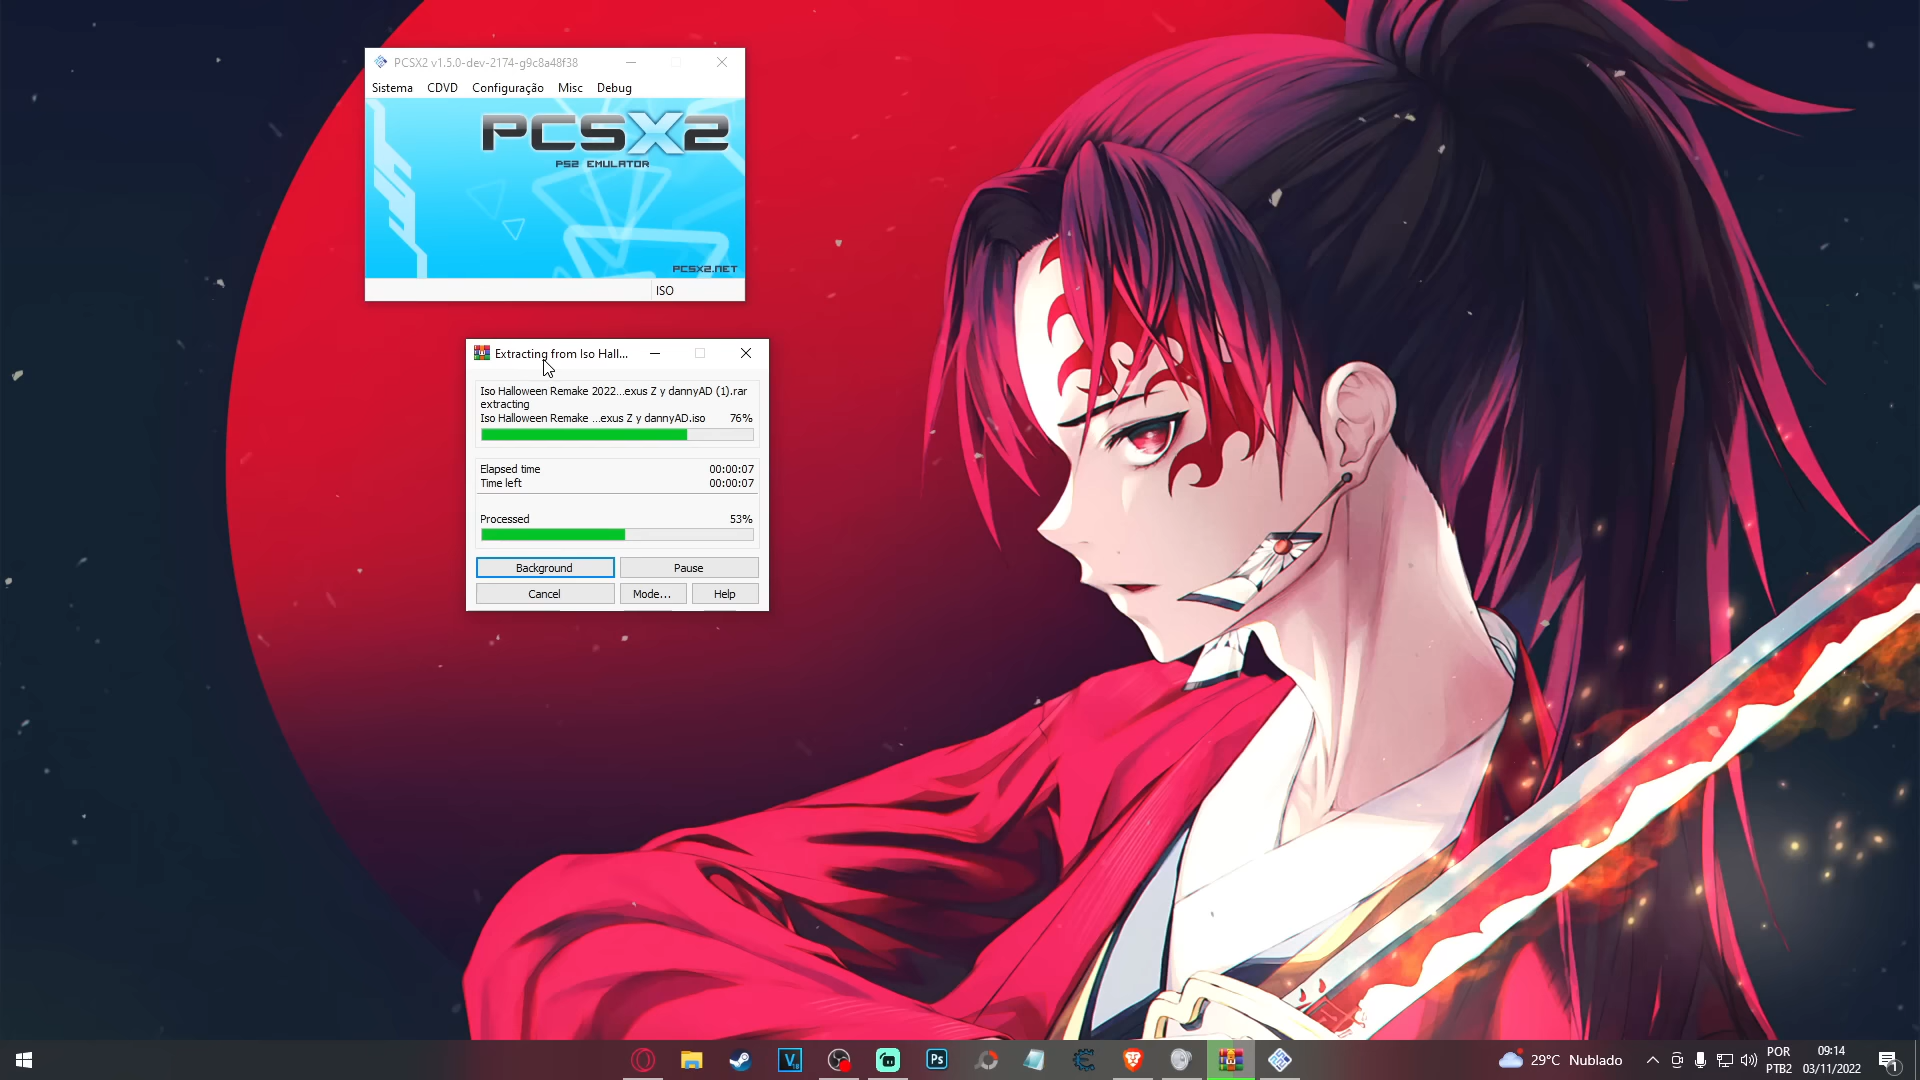 PCSX2 v1.5.0-dev-2174-g9c8a48f38
Sistema CDVD Configuração Misc Debug
PCSX2
PS2 EMULATOR
PCSX2.NET
ISO
Extracting from Iso Hall...
Iso Halloween Remake 2022...exus Z y dannyAD (1).rar
extracting
Iso Halloween Remake ...exus Z y dannyAD.iso 76%
Elapsed time 00:00:07
Time left 00:00:07
Processed 53%
Background Pause
Cancel Mode... Help
Ps
29°C Nublado
POR
PTB2
09:14
03/11/2022
1